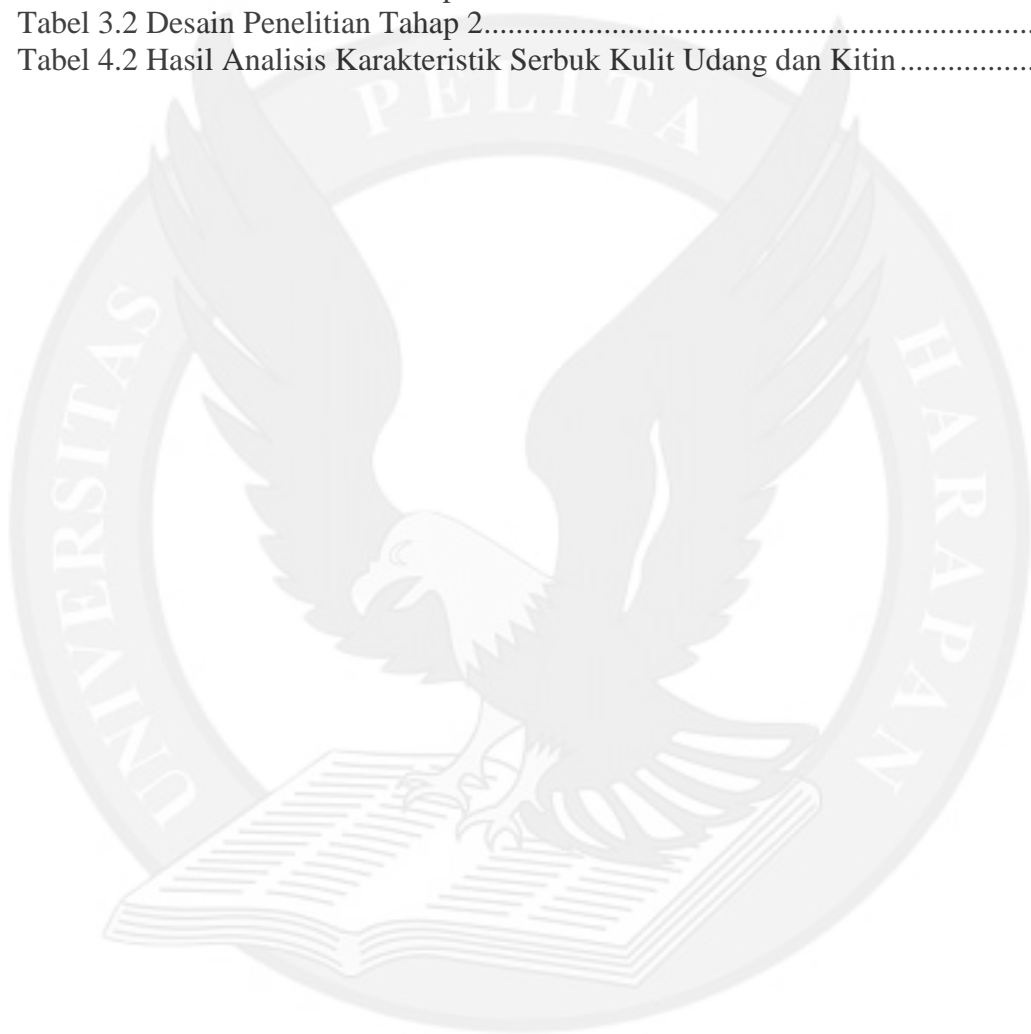 Tabel 3.2 Desain Penelitian Tahap 2......................................................................
Tabel 4.2 Hasil Analisis Karakteristik Serbuk Kulit Udang dan Kitin.................
UNIVERSITAS PELITA HARAPAN